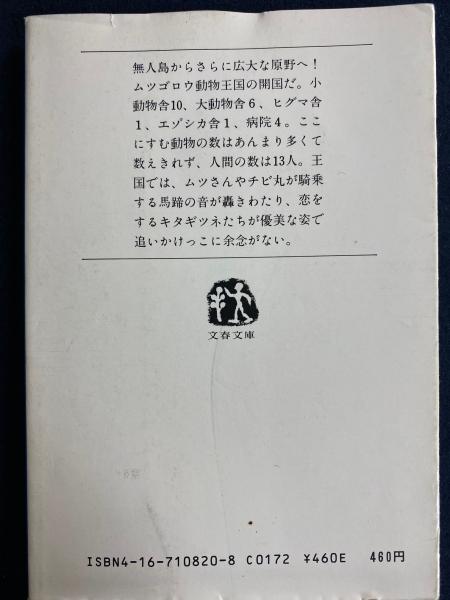 無人島からさらに広大な原野へ！
ムツゴロウ動物王国の開国だ。小
動物舎10、大動物舎6、ヒグマ舎
1、エゾシカ舎1、病院4。ここ
にすむ動物の数はあんまり多くて
数えきれず、人間の数は13人。王
国では、ムツさんやチビ丸が騎乗
する馬蹄の音が轟きわたり、恋を
するキタギツネたちが優美な姿で
追いかけっこに余念がない。
文春文庫
ISBN4-16-710820-8 C0172 ¥460E 460円